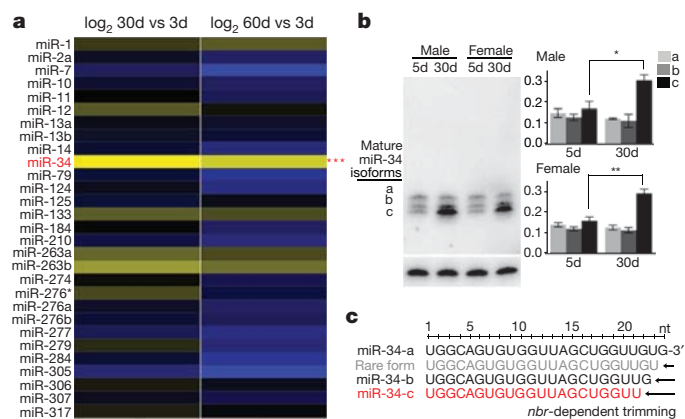 a
log2 30d vs 3d log2 60d vs 3d
miR-1
miR-2a
miR-7
miR-10
miR-11
miR-12
miR-13a
miR-13b
miR-14
miR-34 ***
miR-79
miR-124
miR-125
miR-133
miR-184
miR-210
miR-263a
miR-263b
miR-274
miR-276*
miR-276a
miR-276b
miR-277
miR-279
miR-284
miR-305
miR-306
miR-307
miR-317
b
Male Female
5d 30d 5d 30d
Mature
miR-34
isoforms
a
b
c
Male
*
a
b
c
0.3
0.2
0.1
0.0
5d 30d
Female
**
0.3
0.2
0.1
0.0
5d 30d
c
1 5 10 15 20 nt
miR-34-a UGGCAGUGUGGUUAGCUGGUUGUG-3′
Rare form UGGCAGUGUGGUUAGCUGGUUGU
miR-34-b UGGCAGUGUGGUUAGCUGGUUG
miR-34-c UGGCAGUGUGGUUAGCUGGUU
nbr-dependent trimming